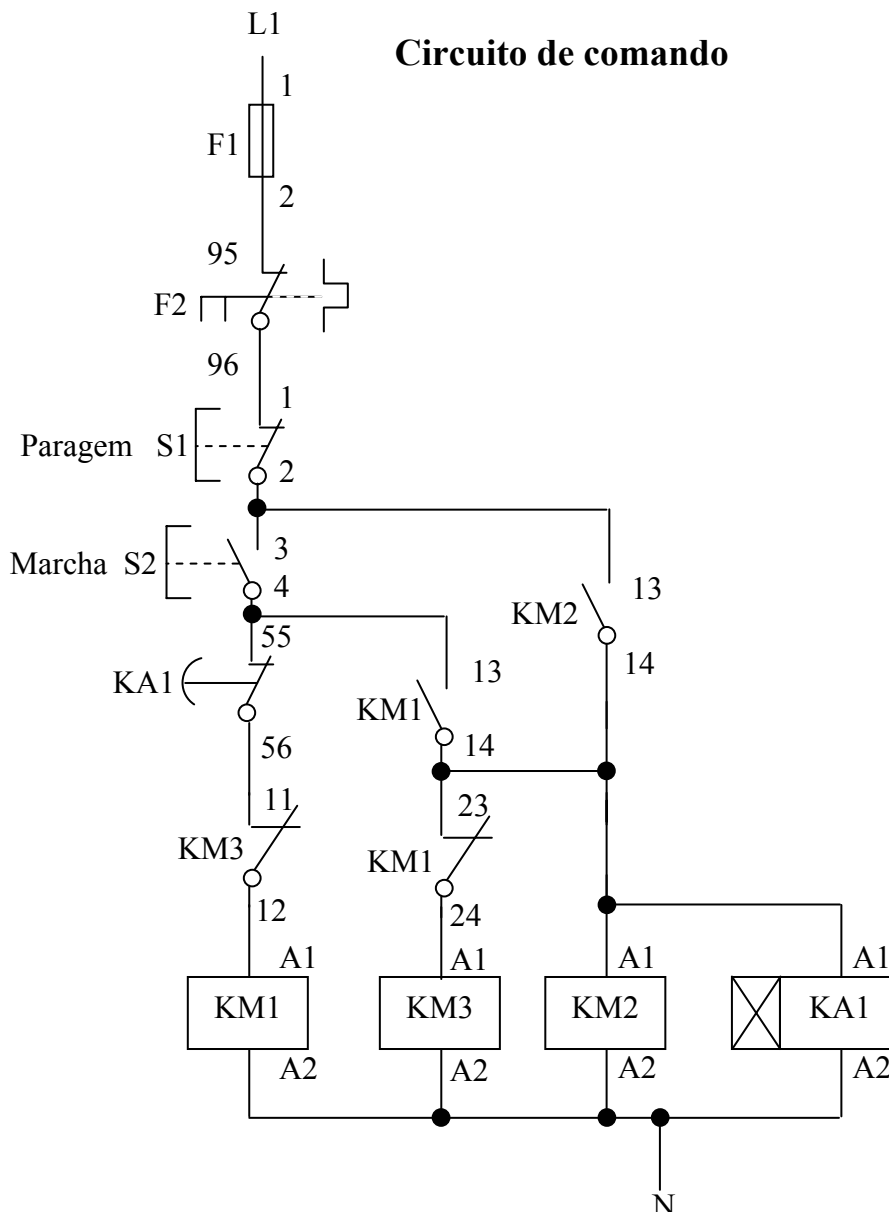 L1
Circuito de comando
1
F1
2
95
F2
96
1
Paragem S1
2
3
Marcha S2
4
13
KM2
14
55
KA1
13
KM1
14
56
11
23
KM3
KM1
12
24
A1
A1
A1
A1
KM1
KM3
KM2
KA1
A2
A2
A2
A2
N